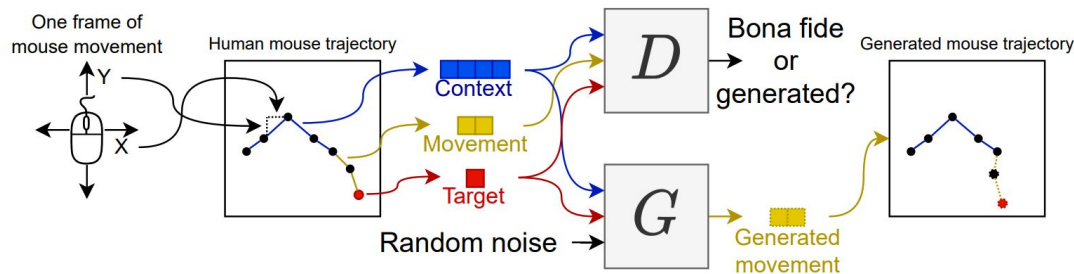 One frame of
mouse movement
Y
X
Human mouse trajectory
Context
Movement
Target
Random noise
D
G
Bona fide
or
generated?
Generated
movement
Generated mouse trajectory